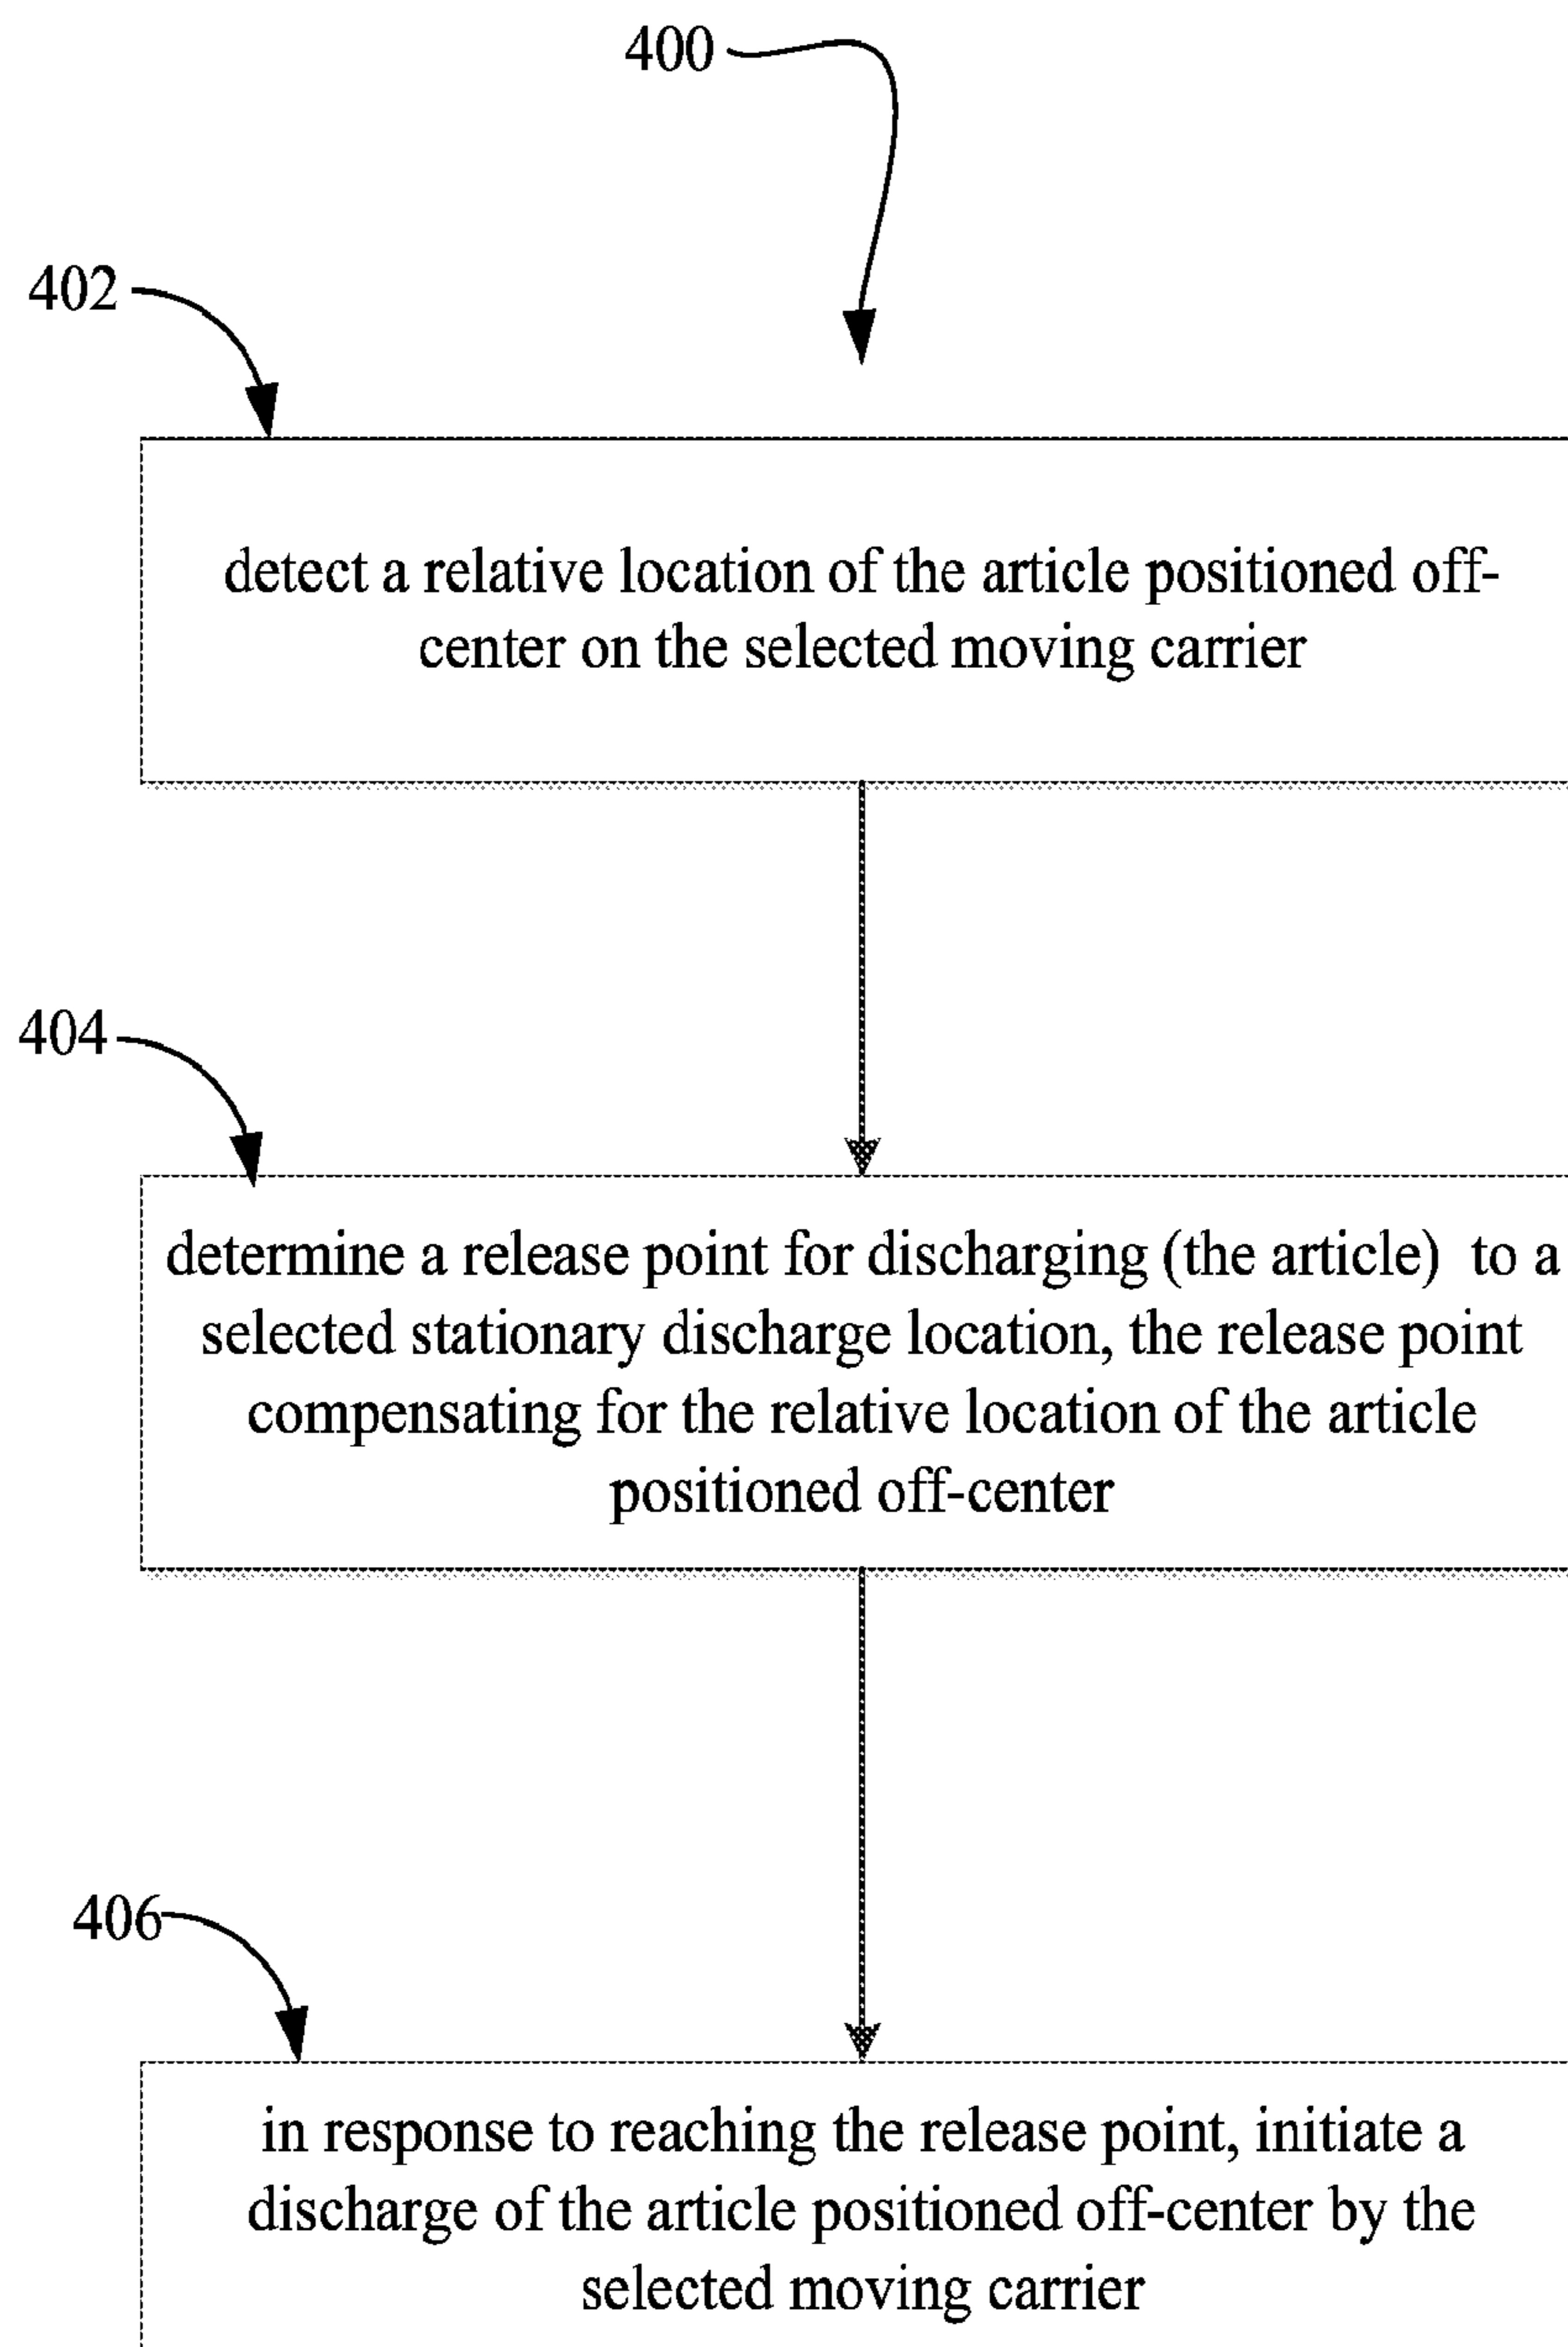 400
402
detect a relative location of the article positioned off-
center on the selected moving carrier
404
determine a release point for discharging (the article)  to a
selected stationary discharge location, the release point
compensating for the relative location of the article
positioned off-center
406
in response to reaching the release point, initiate a
discharge of the article positioned off-center by the
selected moving carrier